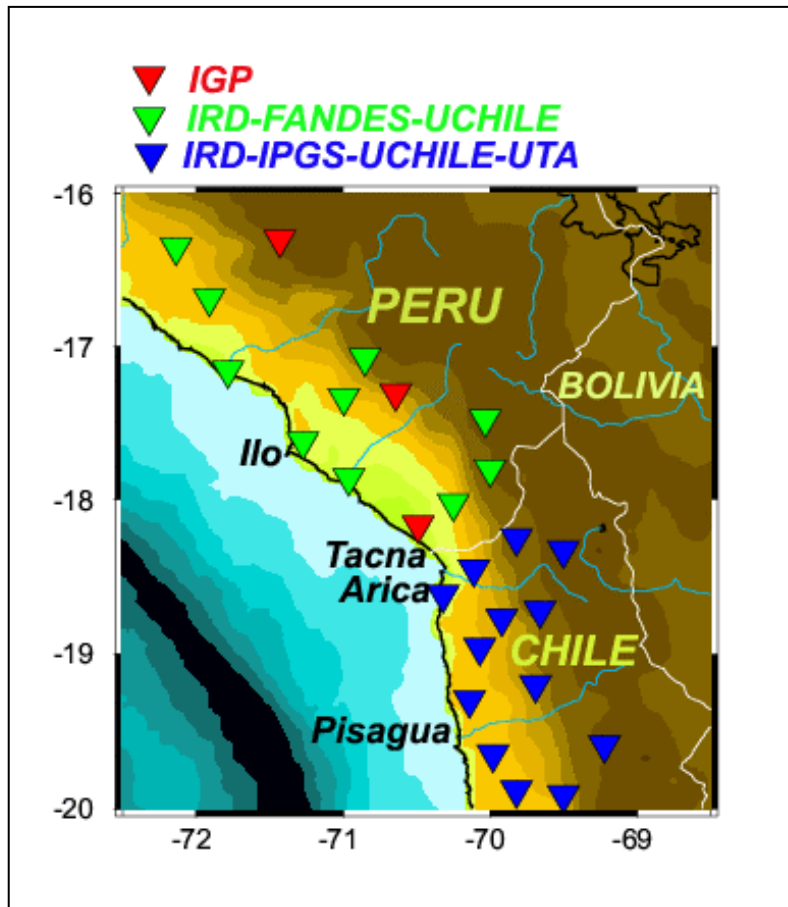 IGP
IRD-FANDES-UCHILE
IRD-IPGS-UCHILE-UTA
-16
PERU
-17
BOLIVIA
Ilo
-18
Tacna
Arica
CHILE
-19
Pisagua
-20
-72 -71 -70 -69